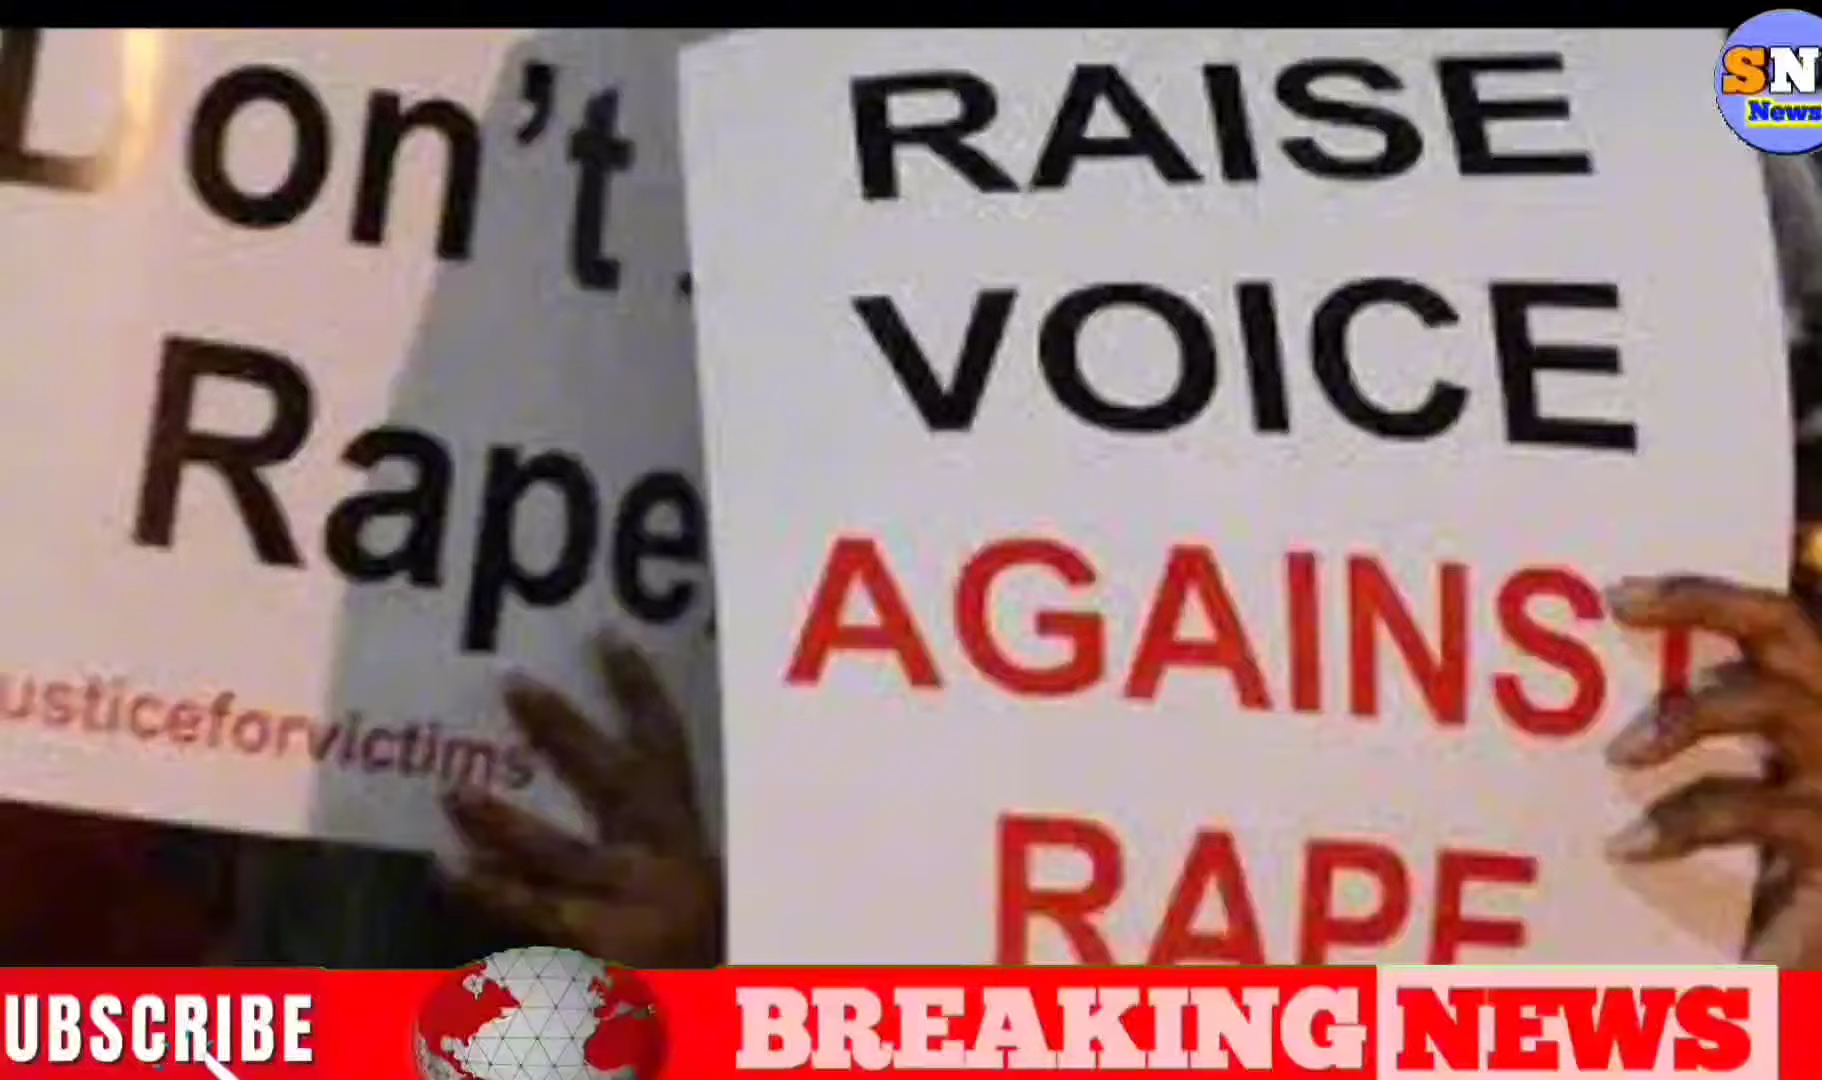 on't
Rape
usticeforvictims
RAISE
VOICE
AGAINST
RAPE
SN
News
UBSCRIBE
BREAKING NEWS